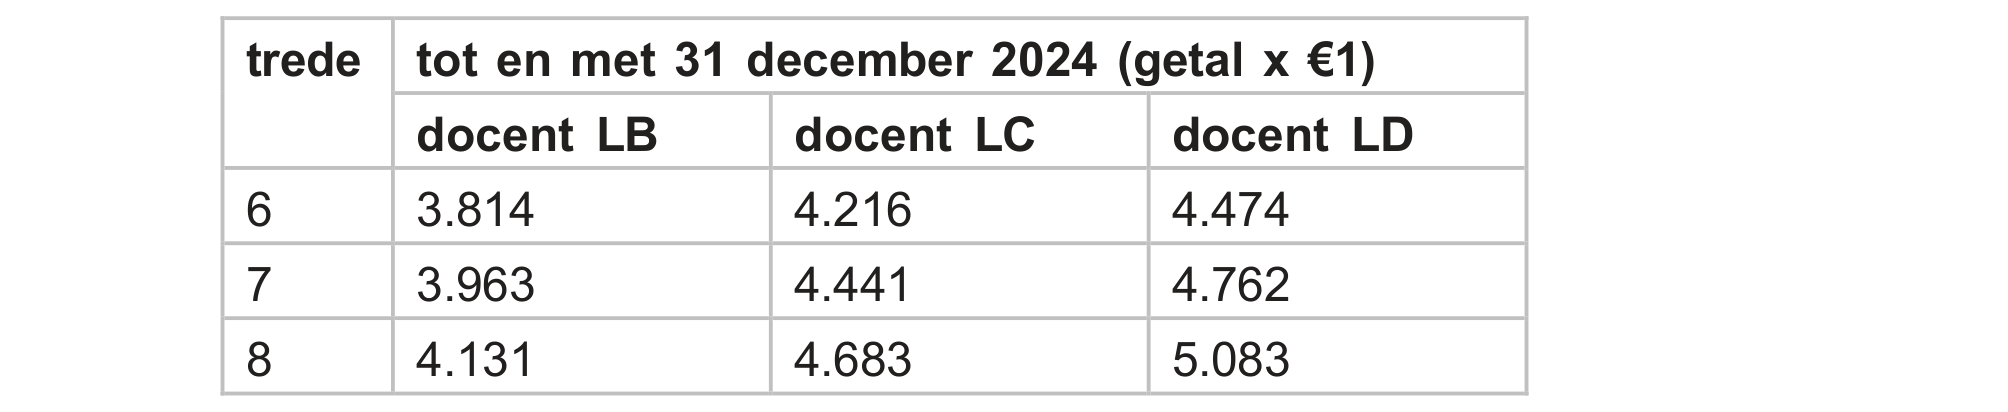 trede tot en met 31 december 2024 (getal x €1)
docent LB docent LC docent LD
6 3.814 4.216 4.474
7 3.963 4.441 4.762
8 4.131 4.683 5.083